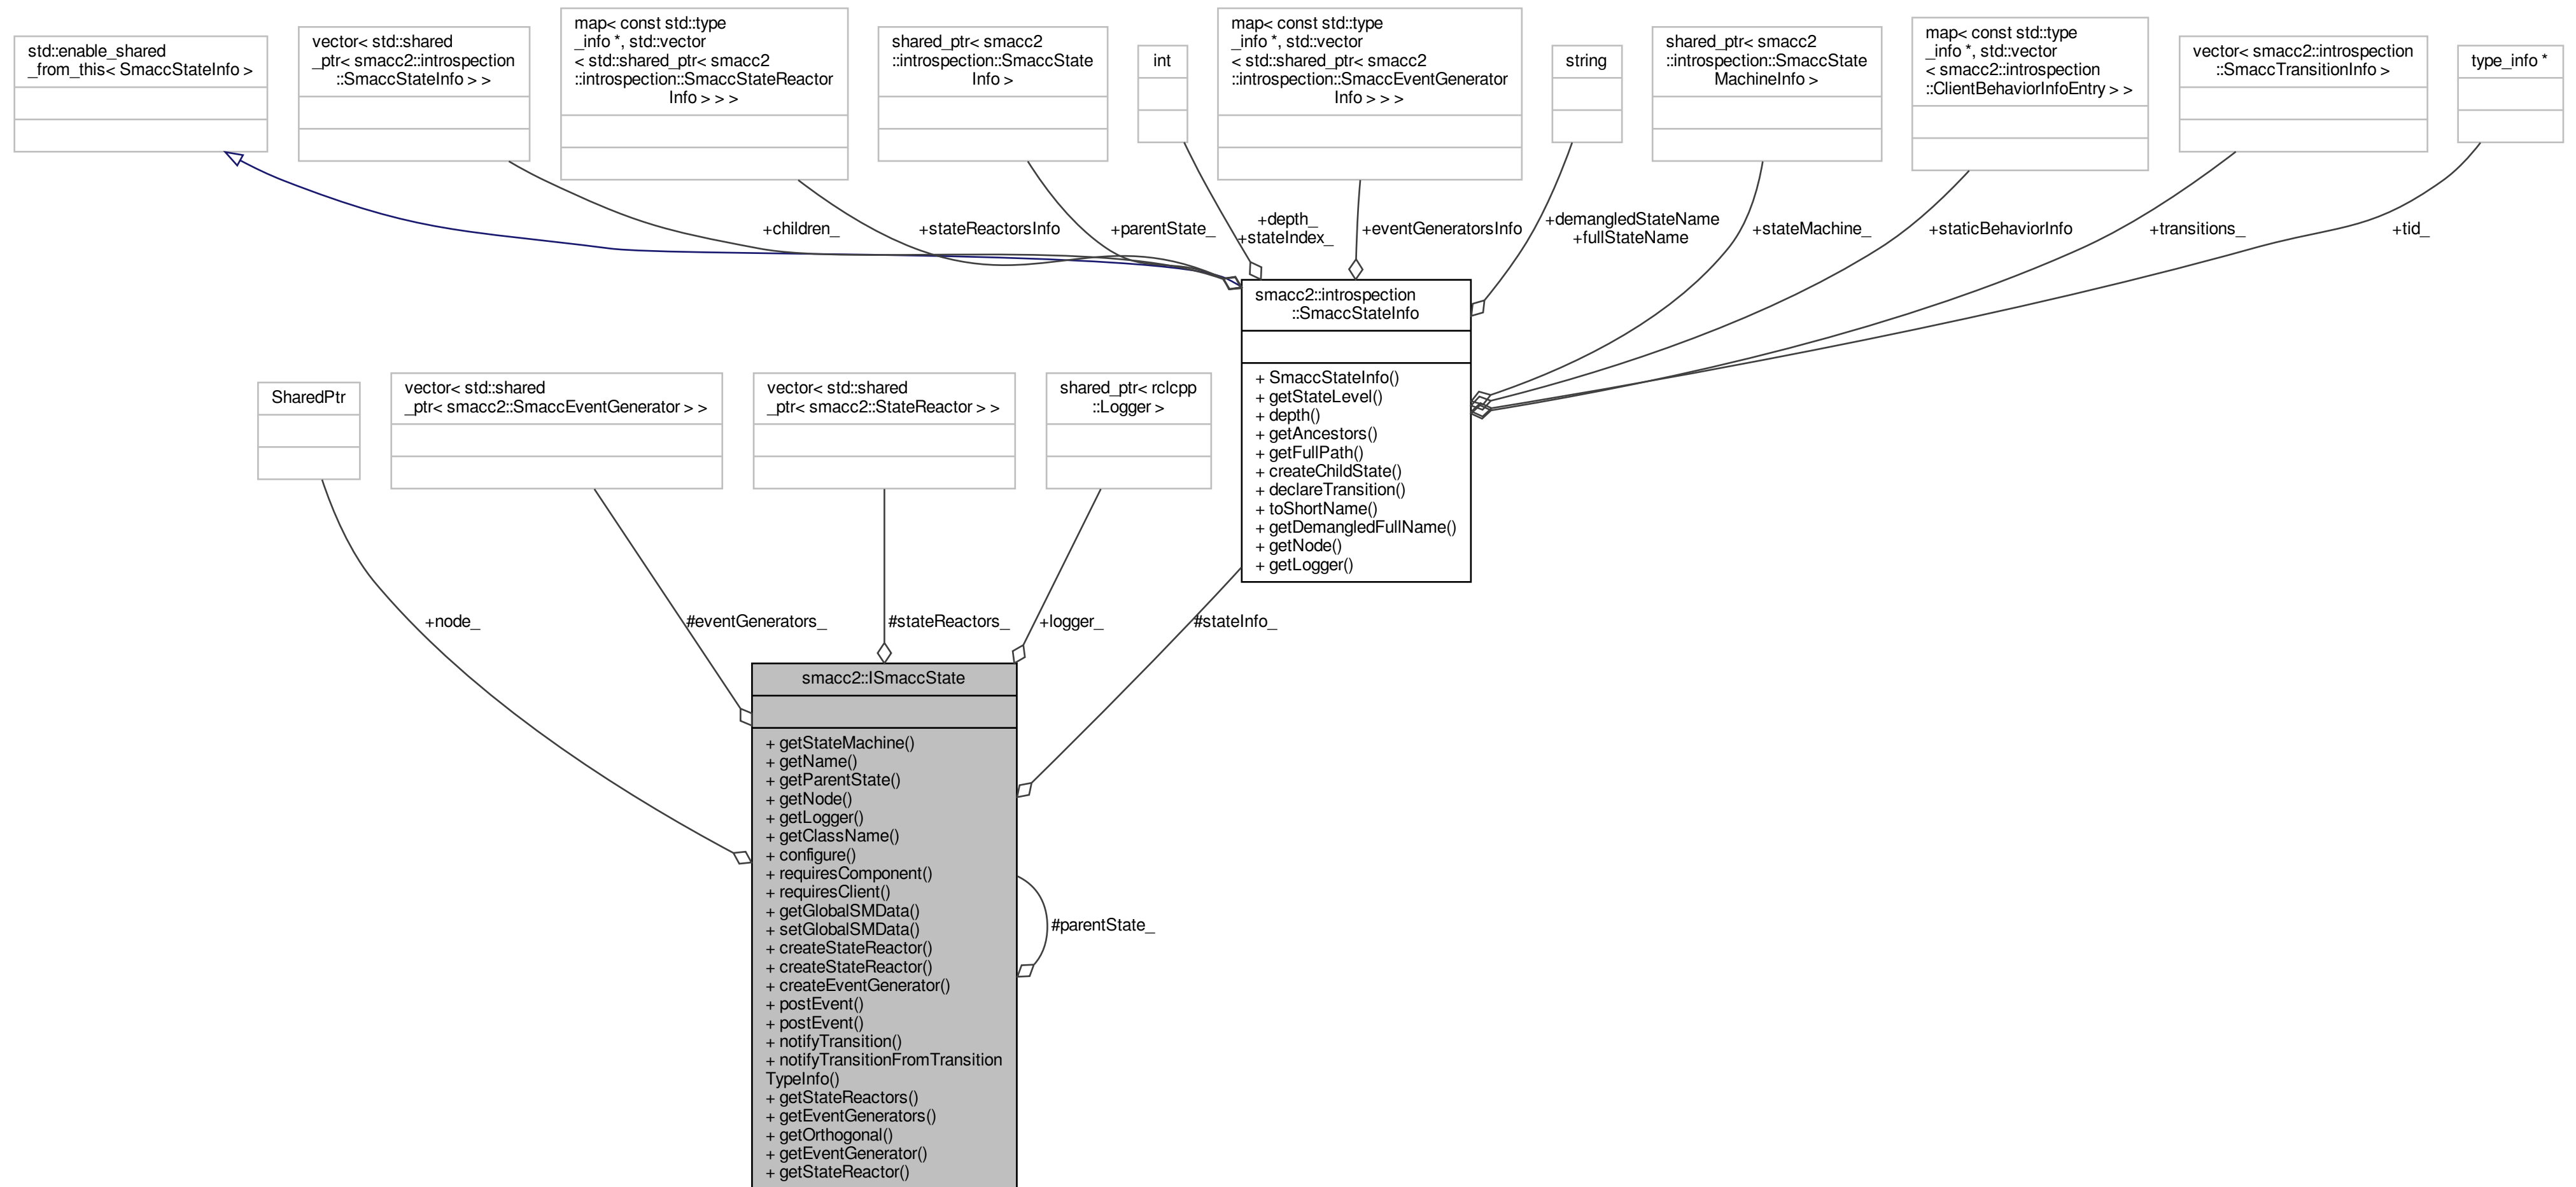 std::enable_shared
_from_this< SmaccStateInfo >
vector< std::shared
_ptr< smacc2::introspection
::SmaccStateInfo > >
map< const std::type
_info *, std::vector
< std::shared_ptr< smacc2
::introspection::SmaccStateReactor
Info > > >
shared_ptr< smacc2
::introspection::SmaccState
Info >
int
map< const std::type
_info *, std::vector
< std::shared_ptr< smacc2
::introspection::SmaccEventGenerator
Info > > >
string
shared_ptr< smacc2
::introspection::SmaccState
MachineInfo >
map< const std::type
_info *, std::vector
< smacc2::introspection
::ClientBehaviorInfoEntry > >
vector< smacc2::introspection
::SmaccTransitionInfo >
type_info *
+children_
+stateReactorsInfo
+parentState_
+depth_
+stateIndex_
+eventGeneratorsInfo
+demangledStateName
+fullStateName
+stateMachine_
+staticBehaviorInfo
+transitions_
+tid_
smacc2::introspection
::SmaccStateInfo
+ SmaccStateInfo()
+ getStateLevel()
+ depth()
+ getAncestors()
+ getFullPath()
+ createChildState()
+ declareTransition()
+ toShortName()
+ getDemangledFullName()
+ getNode()
+ getLogger()
SharedPtr
vector< std::shared
_ptr< smacc2::SmaccEventGenerator > >
vector< std::shared
_ptr< smacc2::StateReactor > >
shared_ptr< rclcpp
::Logger >
+node_
#eventGenerators_
#stateReactors_
+logger_
#stateInfo_
smacc2::ISmaccState
+ getStateMachine()
+ getName()
+ getParentState()
+ getNode()
+ getLogger()
+ getClassName()
+ configure()
+ requiresComponent()
+ requiresClient()
+ getGlobalSMData()
+ setGlobalSMData()
+ createStateReactor()
+ createStateReactor()
+ createEventGenerator()
+ postEvent()
+ postEvent()
+ notifyTransition()
+ notifyTransitionFromTransition
TypeInfo()
+ getStateReactors()
+ getEventGenerators()
+ getOrthogonal()
+ getEventGenerator()
+ getStateReactor()
#parentState_